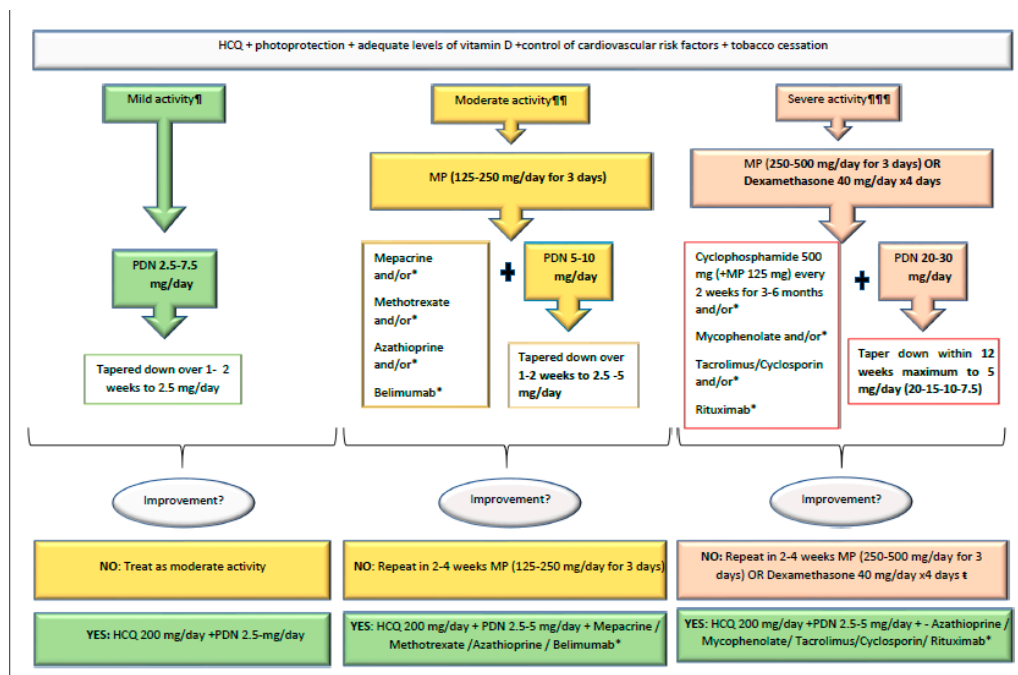 HCQ + photoprotection + adequate levels of vitamin D +control of cardiovascular risk factors + tobacco cessation
Mild activity¶
PDN 2.5-7.5
mg/day
Tapered down over 1- 2
weeks to 2.5 mg/day
Improvement?
NO: Treat as moderate activity
YES: HCQ 200 mg/day +PDN 2.5-mg/day
Moderate activity¶¶
MP (125-250 mg/day for 3 days)
Mepacrine
and/or*
Methotrexate
and/or*
Azathioprine
and/or*
Belimumab*
+
PDN 5-10
mg/day
Tapered down over
1-2 weeks to 2.5 -5
mg/day)
Improvement?
NO: Repeat in 2-4 weeks MP (125-250 mg/day for 3 days)
YES: HCQ 200 mg/day + PDN 2.5-5 mg/day + Mepacrine /
Methotrexate /Azathioprine / Belimumab*
Severe activity¶¶¶
MP (250-500 mg/day for 3 days) OR
Dexamethasone 40 mg/day x4 days
Cyclophosphamide 500
mg (+MP 125 mg) every
2 weeks for 3-6 months
and/or*
Mycophenolate and/or*
Tacrolimus/Cyclosporin
and/or*
Rituximab*
+
PDN 20-30
mg/day
Taper down within 12
weeks maximum to 5
mg/day (20-15-10-7.5)
Improvement?
NO: Repeat in 2-4 weeks MP (250-500 mg/day for 3
days) OR Dexamethasone 40 mg/day x4 days ŧ
YES: HCQ 200 mg/day +PDN 2.5-5 mg/day + - Azathioprine /
Mycophenolate/ Tacrolimus/Cyclosporin/ Rituximab*